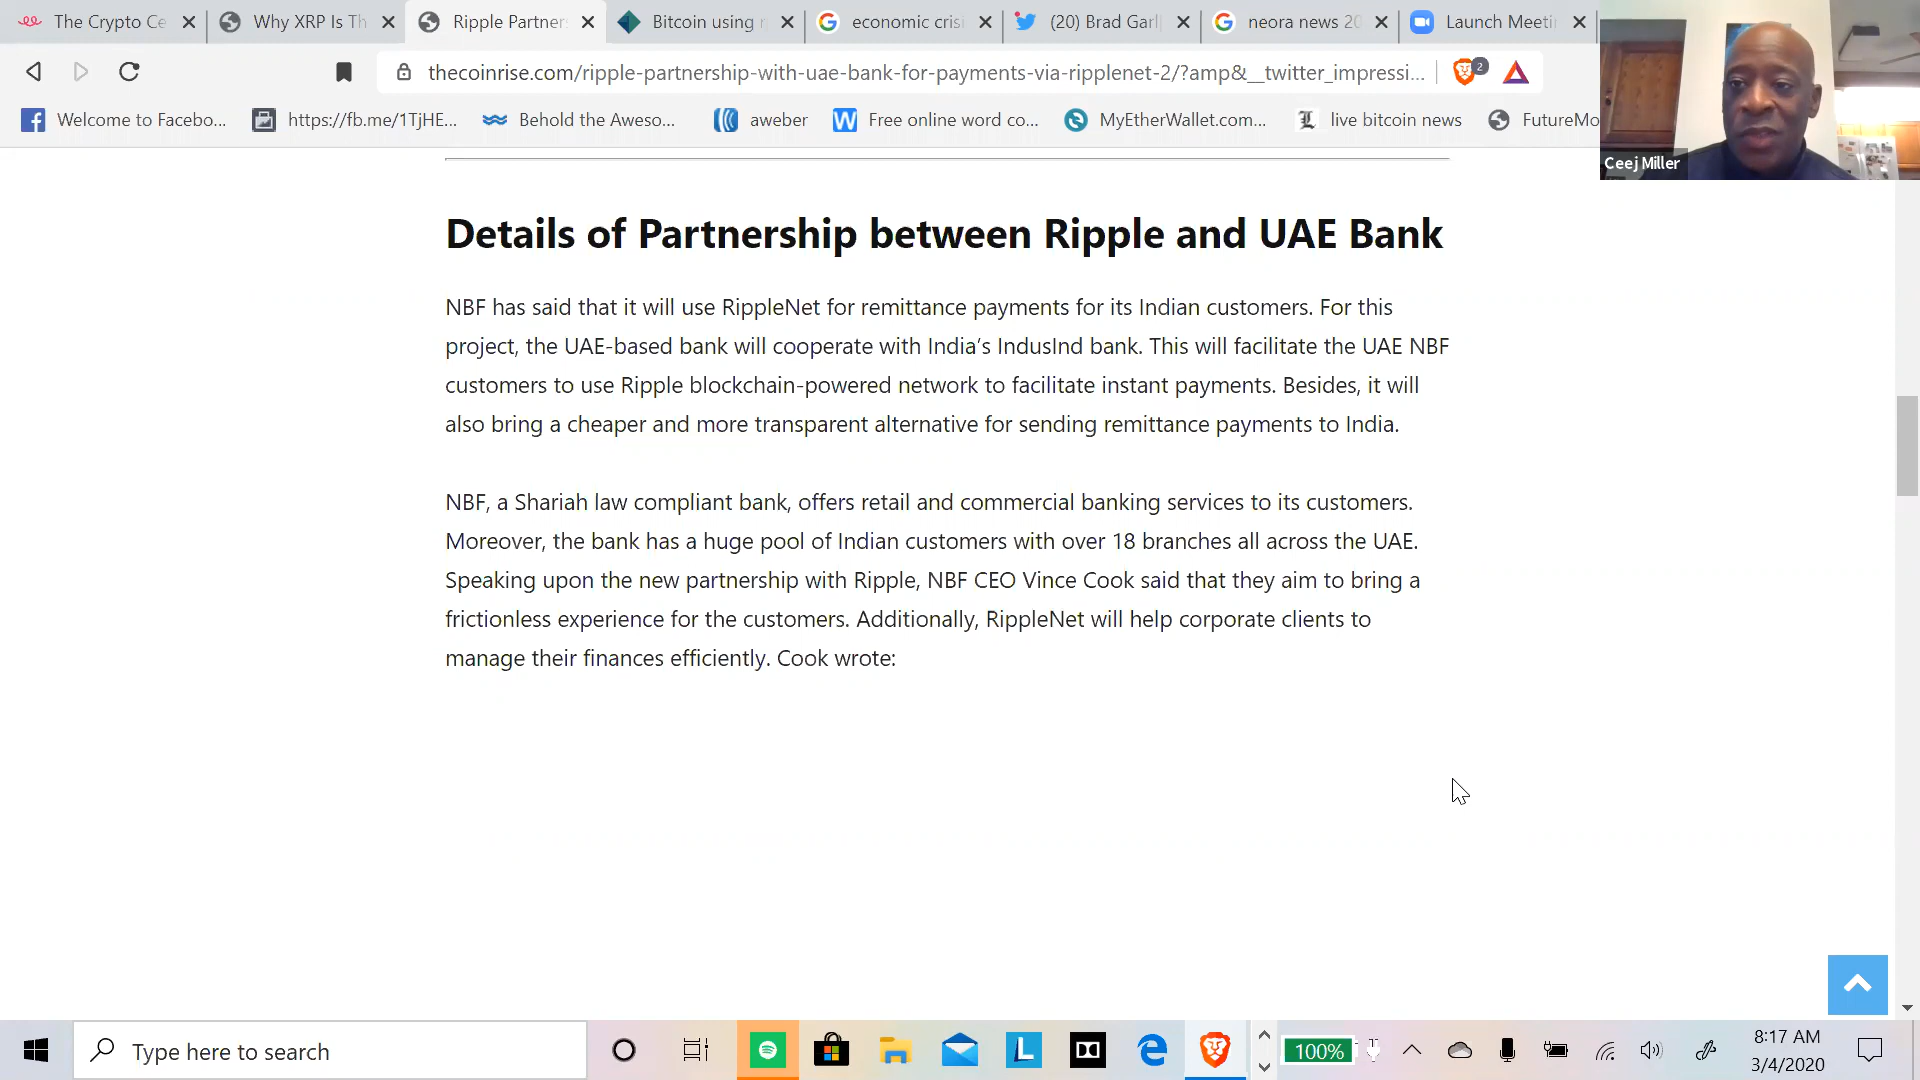 The Crypto Ce
Why XRP Is Th
Ripple Partner
Bitcoin using r
economic cris
(20) Brad Garl
neora news 20
Launch Meeti
thecoinrise.com/ripple-partnership-with-uae-bank-for-payments-via-ripplenet-2/?amp&__twitter_impressi...
2
Welcome to Facebo...
https://fb.me/1TjHE...
Behold the Aweso...
aweber
W
Free online word co...
MyEtherWallet.com...
L
live bitcoin news
FutureMo
Ceej Miller
Details of Partnership between Ripple and UAE Bank
NBF has said that it will use RippleNet for remittance payments for its Indian customers. For this
project, the UAE-based bank will cooperate with India's IndusInd bank. This will facilitate the UAE NBF
customers to use Ripple blockchain-powered network to facilitate instant payments. Besides, it will
also bring a cheaper and more transparent alternative for sending remittance payments to India.
NBF, a Shariah law compliant bank, offers retail and commercial banking services to its customers.
Moreover, the bank has a huge pool of Indian customers with over 18 branches all across the UAE.
Speaking upon the new partnership with Ripple, NBF CEO Vince Cook said that they aim to bring a
frictionless experience for the customers. Additionally, RippleNet will help corporate clients to
manage their finances efficiently. Cook wrote:
Type here to search
L
100%
8:17 AM
3/4/2020